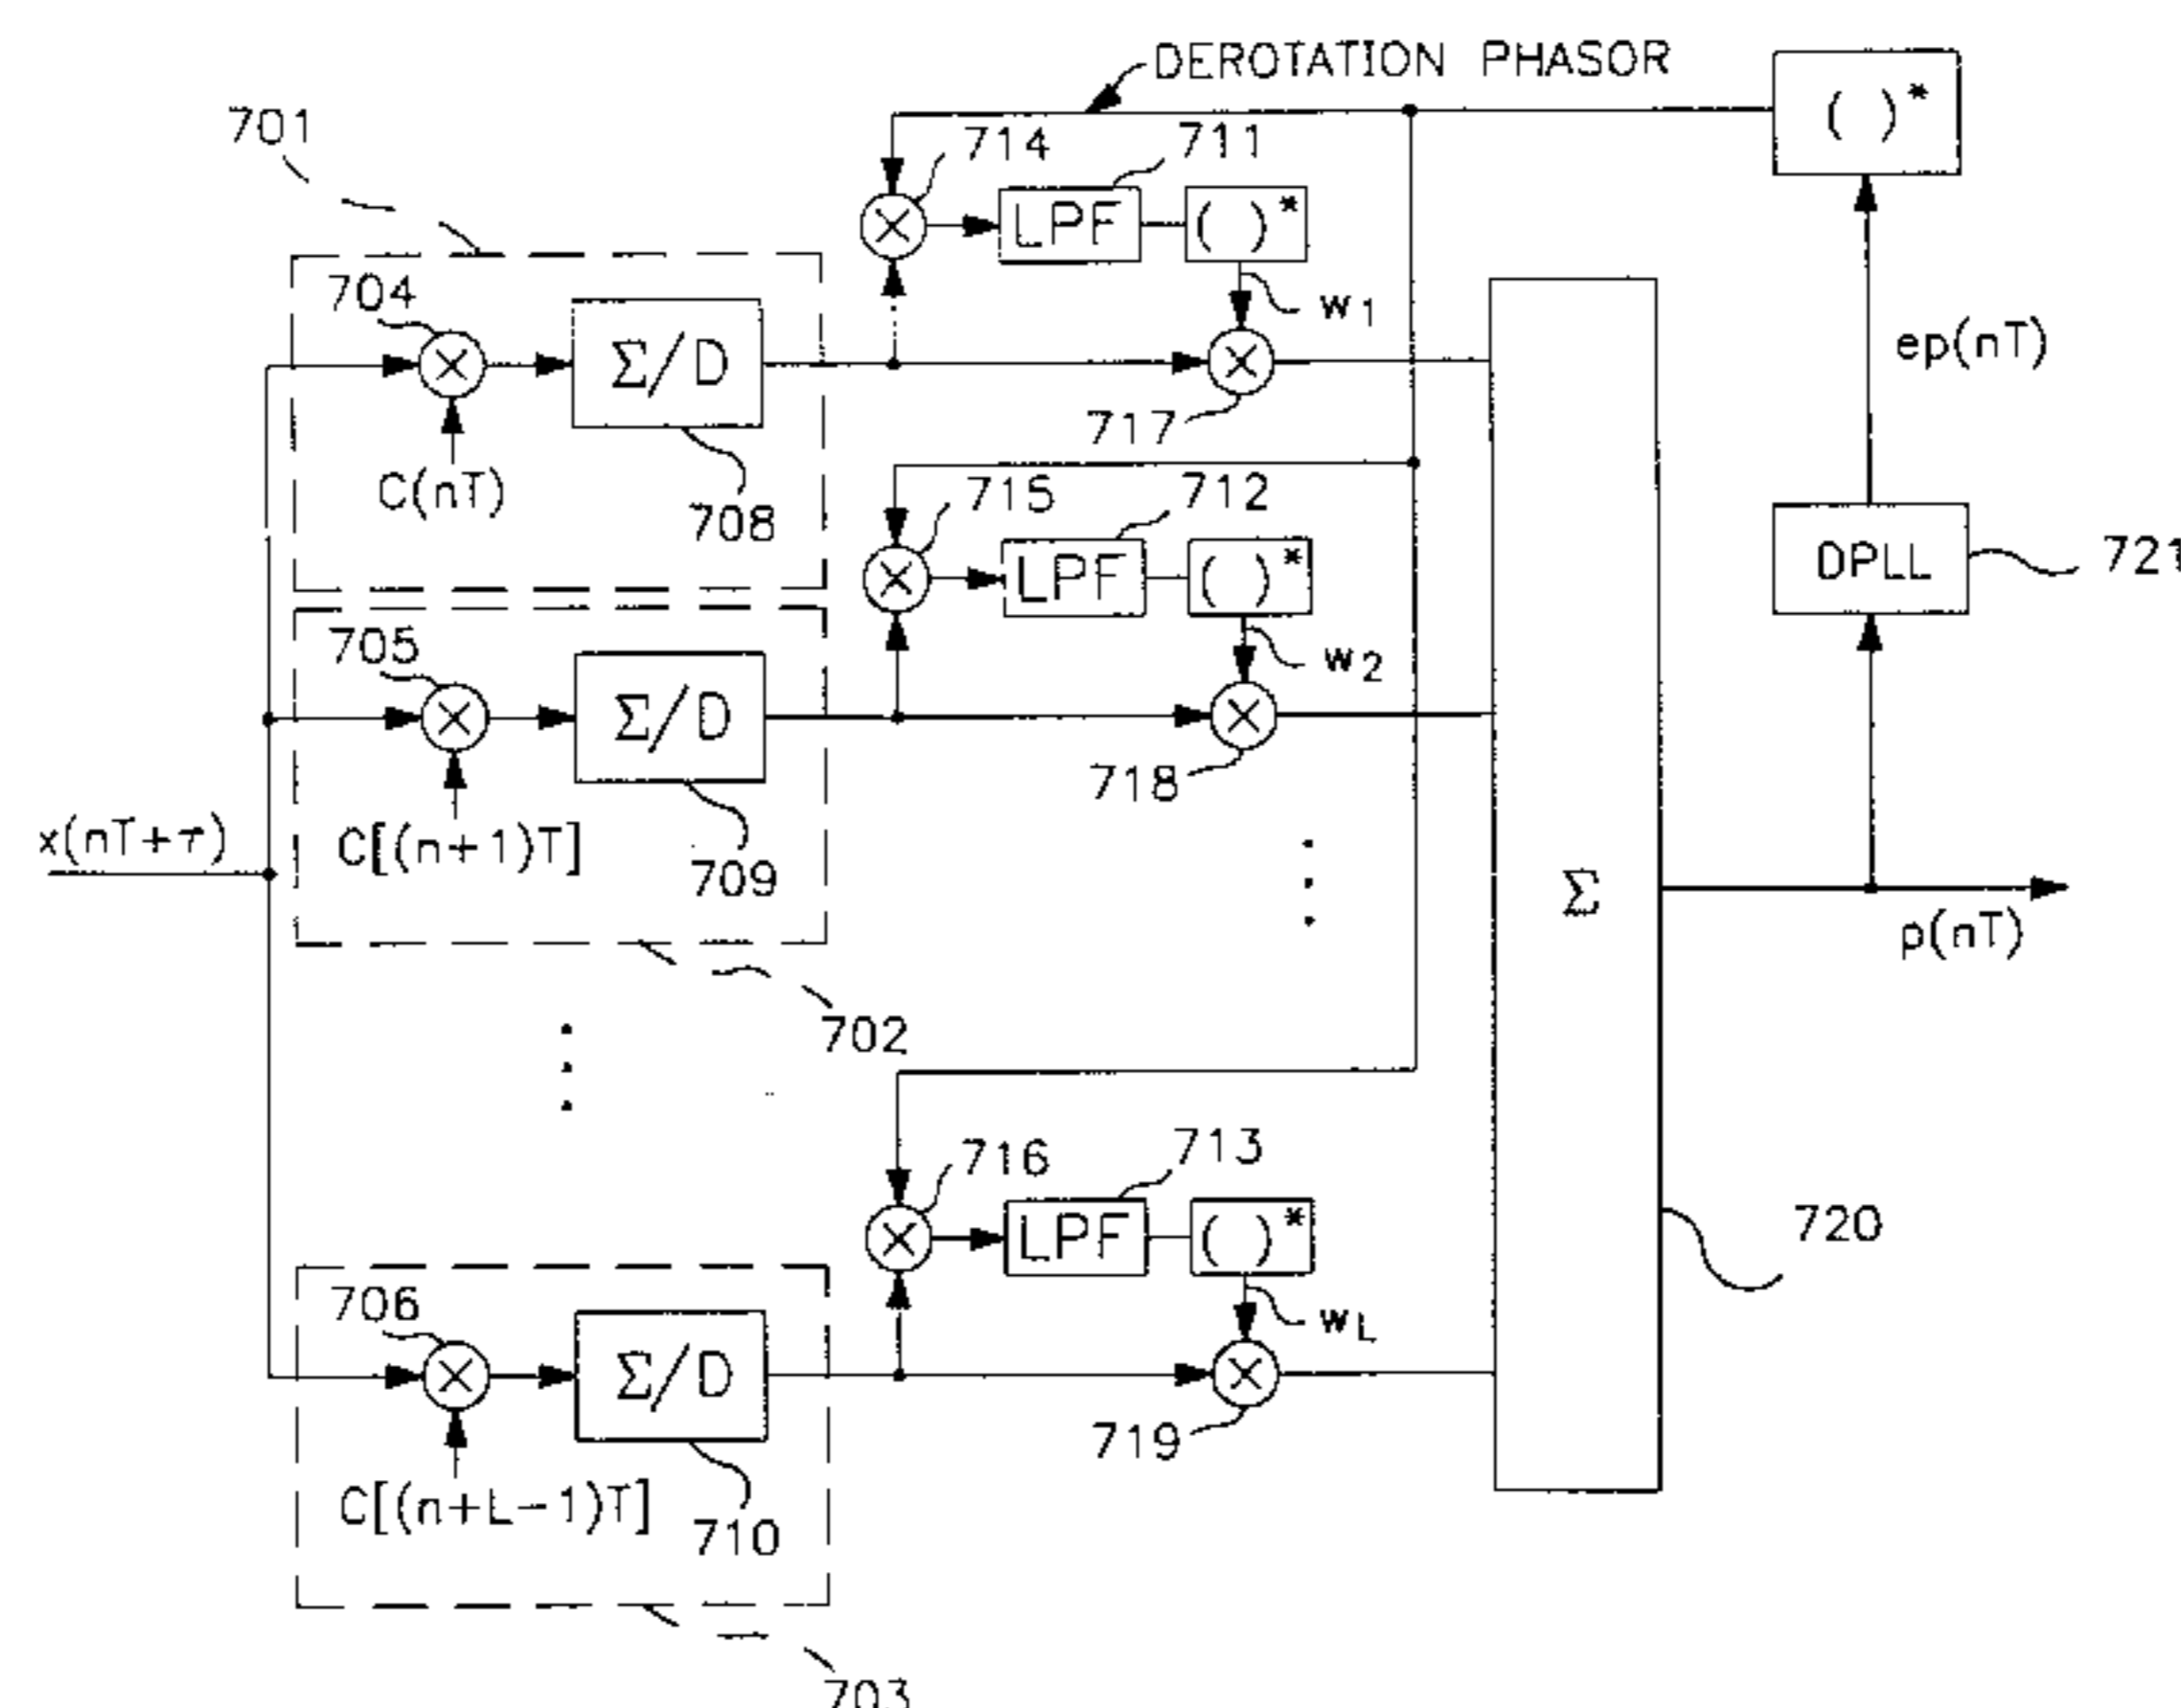 DEROTATION PHASOR
( )*
701
714
711
LPF
( )*
704
Σ/D
w1
ep(nT)
717
C(nT)
708
715
712
LPF
( )*
DPLL
721
705
Σ/D
w2
718
x(nT+τ)
C[(n+1)T]
709
Σ
p(nT)
702
716
713
LPF
( )*
720
706
Σ/D
wL
719
C[(n+L-1)T]
710
703